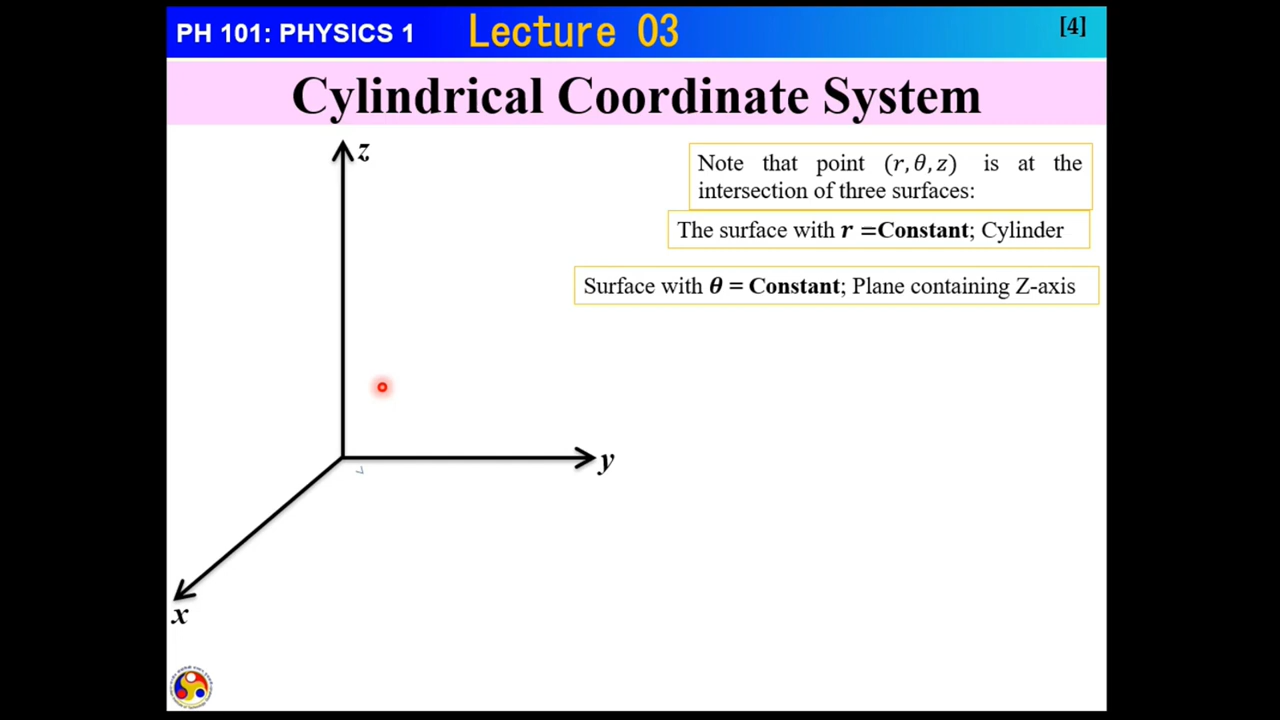 PH 101: PHYSICS 1
Lecture 03
[4]
Cylindrical Coordinate System
z
Note that point (r, θ, z) is at the
intersection of three surfaces:
The surface with r =Constant; Cylinder
Surface with θ = Constant; Plane containing Z-axis
y
x